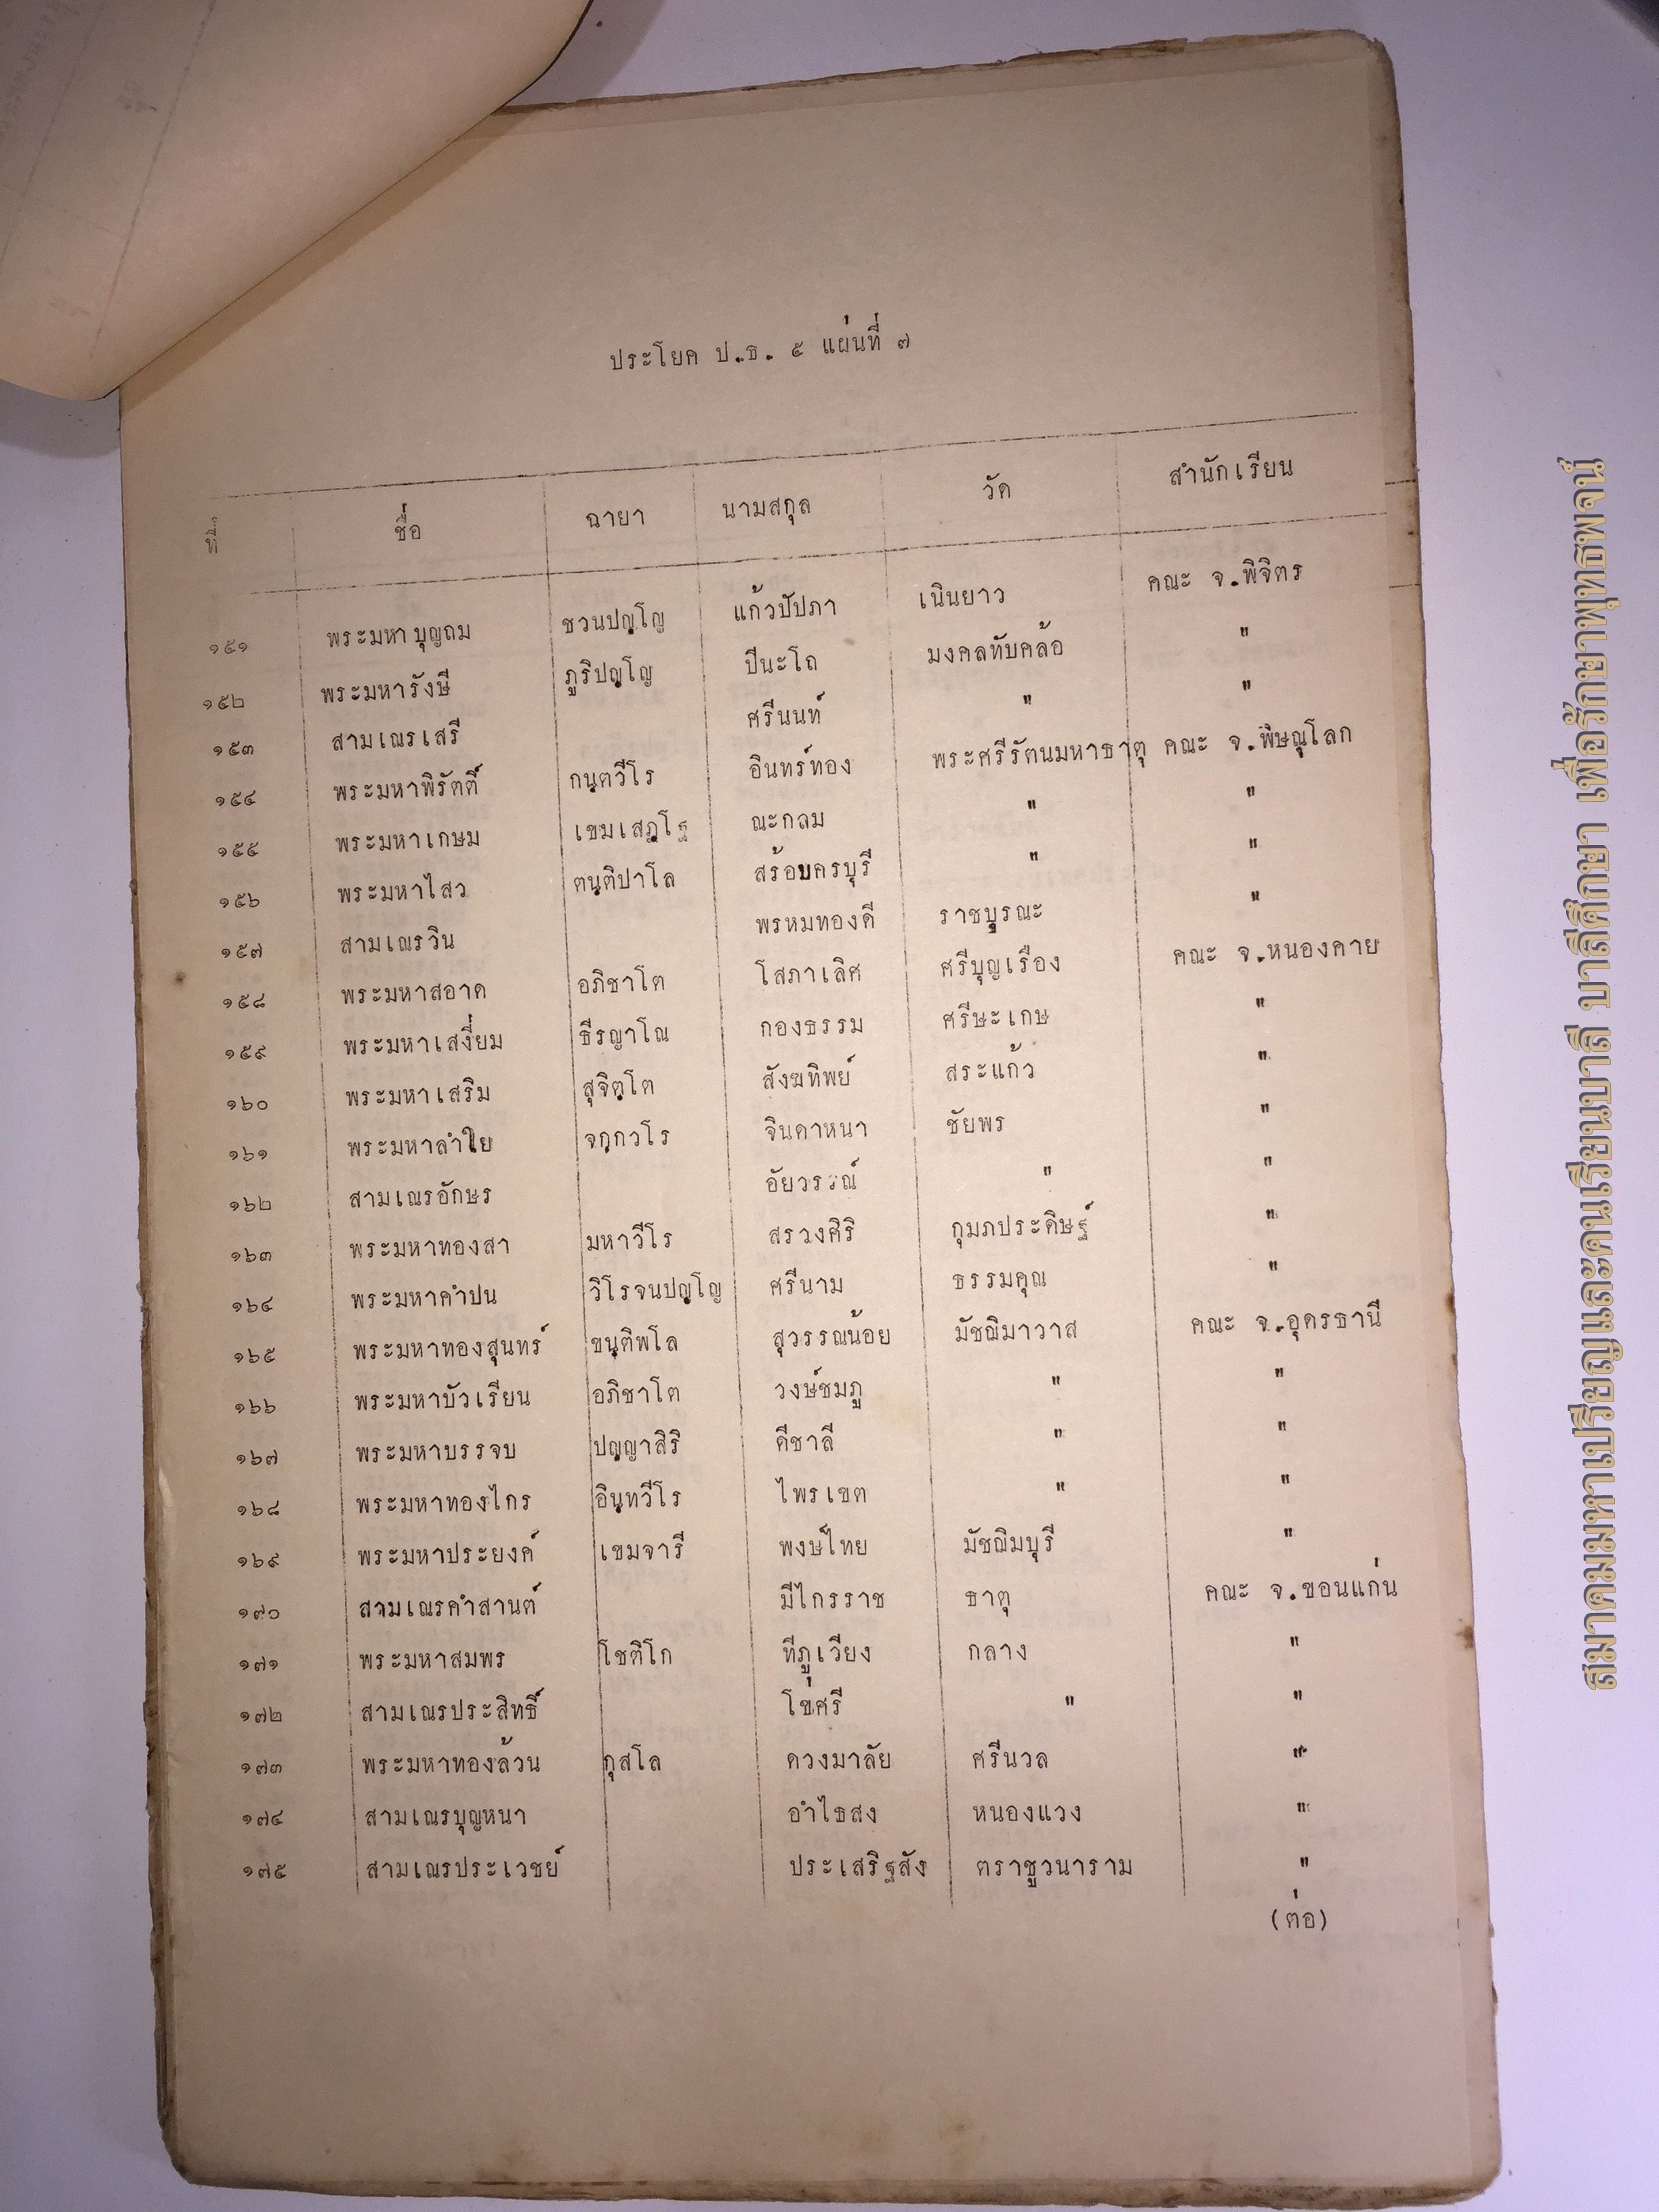 ประโยค ป.ธ. ๕ แผ่นที่ ๗
ที่ ชื่อ ฉายา นามสกุล วัด สำนักเรียน
๑๕๑ พระมหาบุญถม ชวนปญฺโญ แก้วปัปภา เนินยาว คณะ จ.พิจิตร
๑๕๒ พระมหารังษี ภูริปญฺโญ ปีนะโถ มงคลทับคล้อ "
๑๕๓ สามเณรเสรี ศรีนนท์ " "
๑๕๔ พระมหาพิรัตติ์ กนฺตวีโร อินทร์ทอง พระศรีรัตนมหาธาตุ คณะ จ.พิษณุโลก
๑๕๕ พระมหาเกษม เขมเสฏฺโฐ ณะกลม " "
๑๕๖ พระมหาไสว ตนฺติปาโล สร้อยครบุรี " "
๑๕๗ สามเณรวิน พรหมทองดี ราชบูรณะ "
๑๕๘ พระมหาสอาด อภิชาโต โสภาเลิศ ศรีบุญเรือง คณะ จ.หนองคาย
๑๕๙ พระมหาเสงี่ยม ธีรญาโณ กองธรรม ศรีษะเกษ "
๑๖๐ พระมหาเสริม สุจิตฺโต สังฆทิพย์ สระแก้ว "
๑๖๑ พระมหาลำใย จกฺกวโร จินดาหนา ชัยพร "
๑๖๒ สามเณรอักษร อัยวรรณ์ " "
๑๖๓ พระมหาทองสา มหาวีโร สรวงศิริ กุมภประดิษฐ์ "
๑๖๔ พระมหาคำปน วิโรจนปญฺโญ ศรีนาม ธรรมคุณ "
๑๖๕ พระมหาทองสุนทร์ ขนฺติพโล สุวรรณน้อย มัชฌิมาวาส คณะ จ.อุดรธานี
๑๖๖ พระมหาบัวเรียน อภิชาโต วงษ์ชมภู " "
๑๖๗ พระมหาบรรจบ ปญฺญาสิริ ดีชาลี " "
๑๖๘ พระมหาทองไกร อินฺทวีโร ไพรเขต " "
๑๖๙ พระมหาประยงค์ เขมจารี พงษ์ไทย มัชฌิมบุรี "
๑๗๐ สามเณรคำสานต์ มีไกรราช ธาตุ คณะ จ.ขอนแก่น
๑๗๑ พระมหาสมพร โชติโก ทีภูเวียง กลาง "
๑๗๒ สามเณรประสิทธิ์ โขศรี " "
๑๗๓ พระมหาทองล้วน กุสโล ดวงมาลัย ศรีนวล "
๑๗๔ สามเณรบุญหนา อำไธสง หนองแวง "
๑๗๕ สามเณรประเวชย์ ประเสริฐสัง ตราชูวนาราม "
(ต่อ)
สมาคมมหาเปรียญและคนเรียนบาลี บาลีศึกษา เพื่อรักษาพุทธพจน์